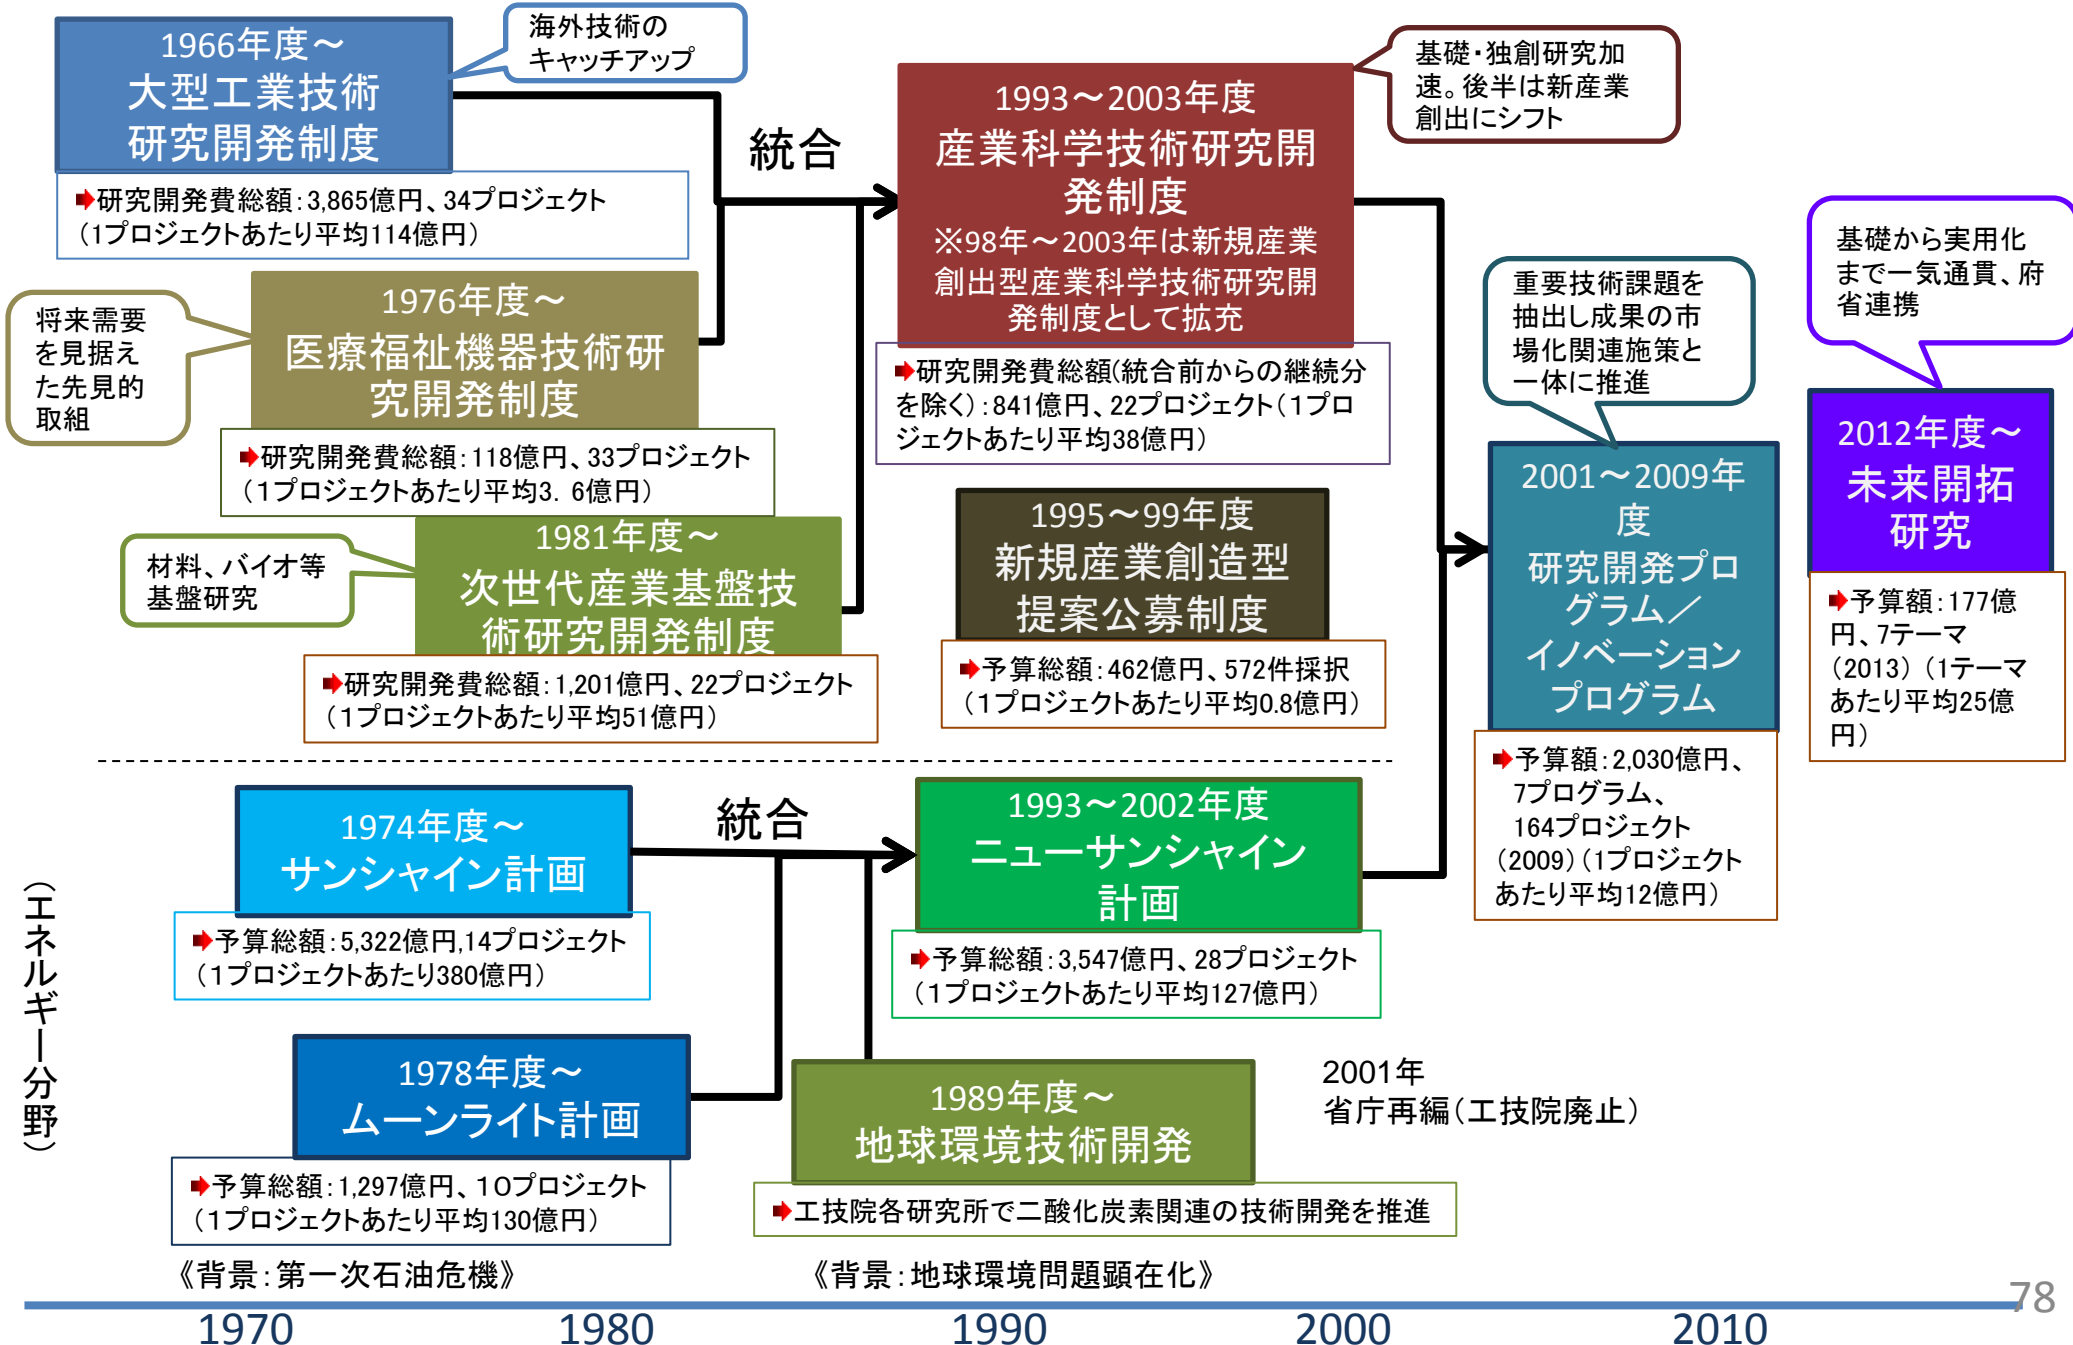 1966年度～
大型工業技術
研究開発制度
海外技術の
キャッチアップ
➡研究開発費総額：3,865億円、34プロジェクト
（1プロジェクトあたり平均114億円）
統合
1993～2003年度
産業科学技術研究開
発制度
※98年～2003年は新規産業
創出型産業科学技術研究開
発制度として拡充
基礎・独創研究加
速。後半は新産業
創出にシフト
➡研究開発費総額(統合前からの継続分
を除く）：841億円、22プロジェクト（１プロ
ジェクトあたり平均38億円）
将来需要
を見据え
た先見的
取組
1976年度～
医療福祉機器技術研
究開発制度
➡研究開発費総額：118億円、33プロジェクト
（１プロジェクトあたり平均3．6億円）
材料、バイオ等
基盤研究
1981年度～
次世代産業基盤技
術研究開発制度
➡研究開発費総額：1,201億円、22プロジェクト
（１プロジェクトあたり平均51億円）
1995～99年度
新規産業創造型
提案公募制度
➡予算総額：462億円、572件採択
（１プロジェクトあたり平均0.8億円）
重要技術課題を
抽出し成果の市
場化関連施策と
一体に推進
2001～2009年
度
研究開発プロ
グラム／
イノベーション
プログラム
➡予算額：2,030億円、
7プログラム、
164プロジェクト
（2009）（1プロジェクト
あたり平均12億円）
基礎から実用化
まで一気通貫、府
省連携
2012年度～
未来開拓
研究
➡予算額：177億
円、7テーマ
（2013）（1テーマ
あたり平均25億
円）
（エネルギー分野）
1974年度～
サンシャイン計画
➡予算総額：5,322億円,14プロジェクト
（１プロジェクトあたり380億円）
統合
1993～2002年度
ニューサンシャイン
計画
➡予算総額：3,547億円、28プロジェクト
（１プロジェクトあたり平均127億円）
1978年度～
ムーンライト計画
➡予算総額：1,297億円、１０プロジェクト
（１プロジェクトあたり平均130億円）
1989年度～
地球環境技術開発
➡工技院各研究所で二酸化炭素関連の技術開発を推進
2001年
省庁再編（工技院廃止）
《背景：第一次石油危機》
《背景：地球環境問題顕在化》
78
1970
1980
1990
2000
2010